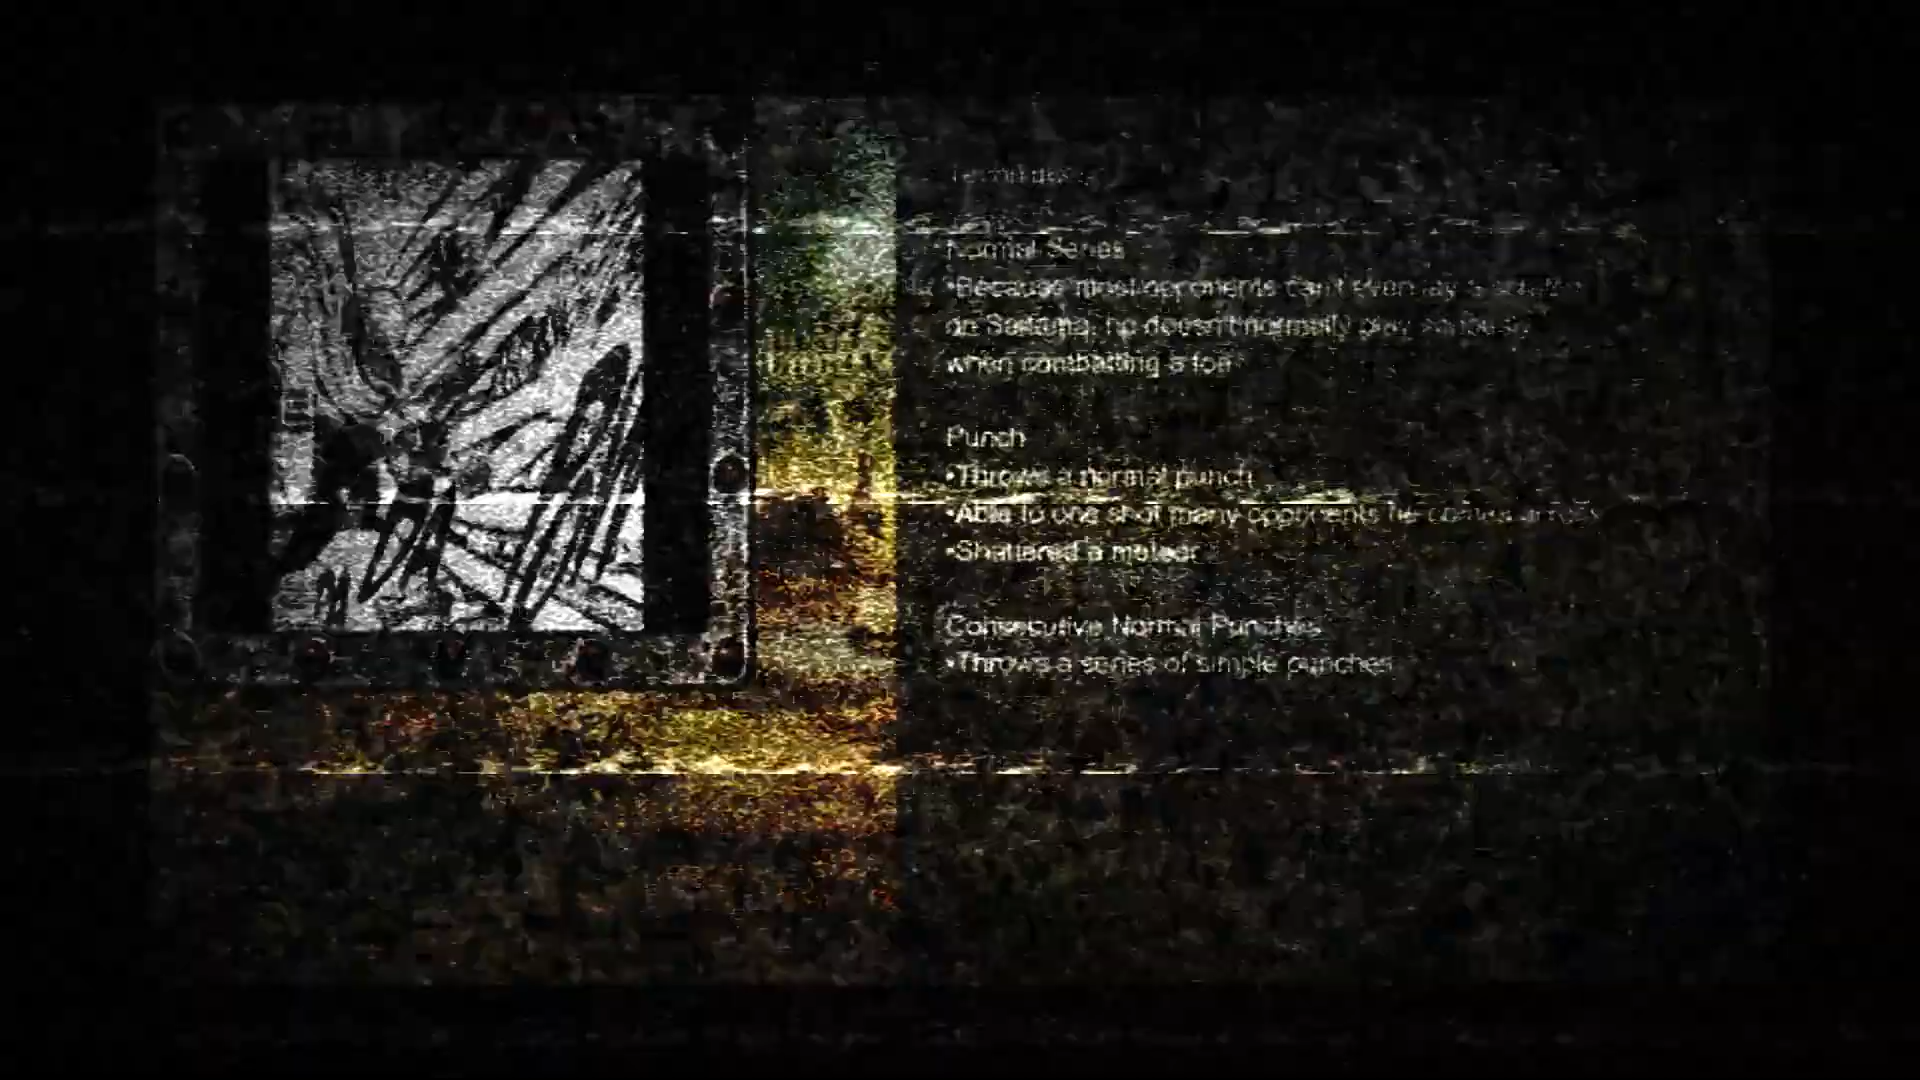 Techniques
Normal Series
•Because most opponents can't even lay a scratch
on Saitama, he doesn't normally play seriously
when combatting a foe
Punch
•Throws a normal punch
•Able to one shot many opponents he comes across
•Shattered a meteor
Consecutive Normal Punches
•Throws a series of simple punches